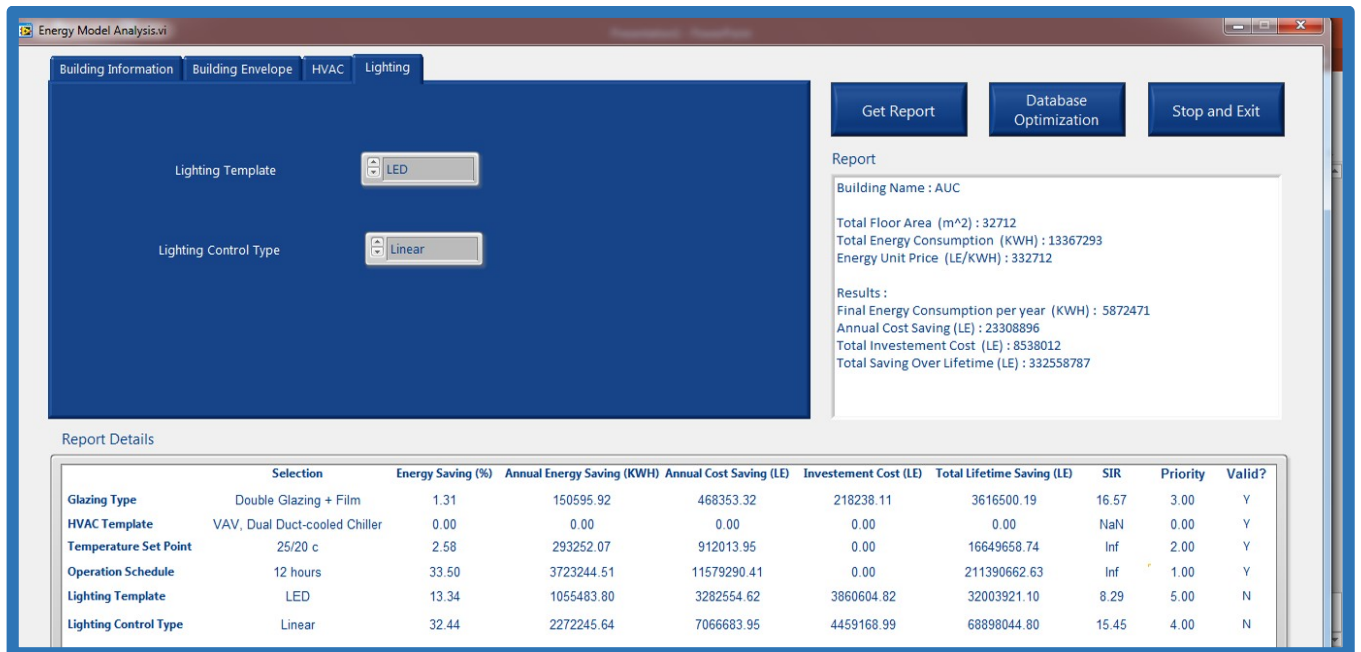 Energy Model Analysis.vi
Building Information Building Envelope HVAC Lighting
Lighting Template LED
Lighting Control Type Linear
Get Report
Database
Optimization
Stop and Exit
Report
Building Name : AUC
Total Floor Area (m^2) : 32712
Total Energy Consumption (KWH) : 13367293
Energy Unit Price (LE/KWH) : 332712
Results :
Final Energy Consumption per year (KWH) : 5872471
Annual Cost Saving (LE) : 23308896
Total Investement Cost (LE) : 8538012
Total Saving Over Lifetime (LE) : 332558787
Report Details
Selection Energy Saving (%) Annual Energy Saving (KWH) Annual Cost Saving (LE) Investement Cost (LE) Total Lifetime Saving (LE) SIR Priority Valid?
Glazing Type Double Glazing + Film 1.31 150595.92 468353.32 218238.11 3616500.19 16.57 3.00 Y
HVAC Template VAV, Dual Duct-cooled Chiller 0.00 0.00 0.00 0.00 0.00 NaN 0.00 Y
Temperature Set Point 25/20 c 2.58 293252.07 912013.95 0.00 16649658.74 Inf 2.00 Y
Operation Schedule 12 hours 33.50 3723244.51 11579290.41 0.00 211390662.63 Inf 1.00 Y
Lighting Template LED 13.34 1055483.80 3282554.62 3860604.82 32003921.10 8.29 5.00 N
Lighting Control Type Linear 32.44 2272245.64 7066683.95 4459168.99 68898044.80 15.45 4.00 N